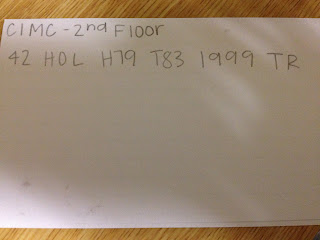 CIMC - 2nd Floor
42 HOL H79 T83 1999 TR